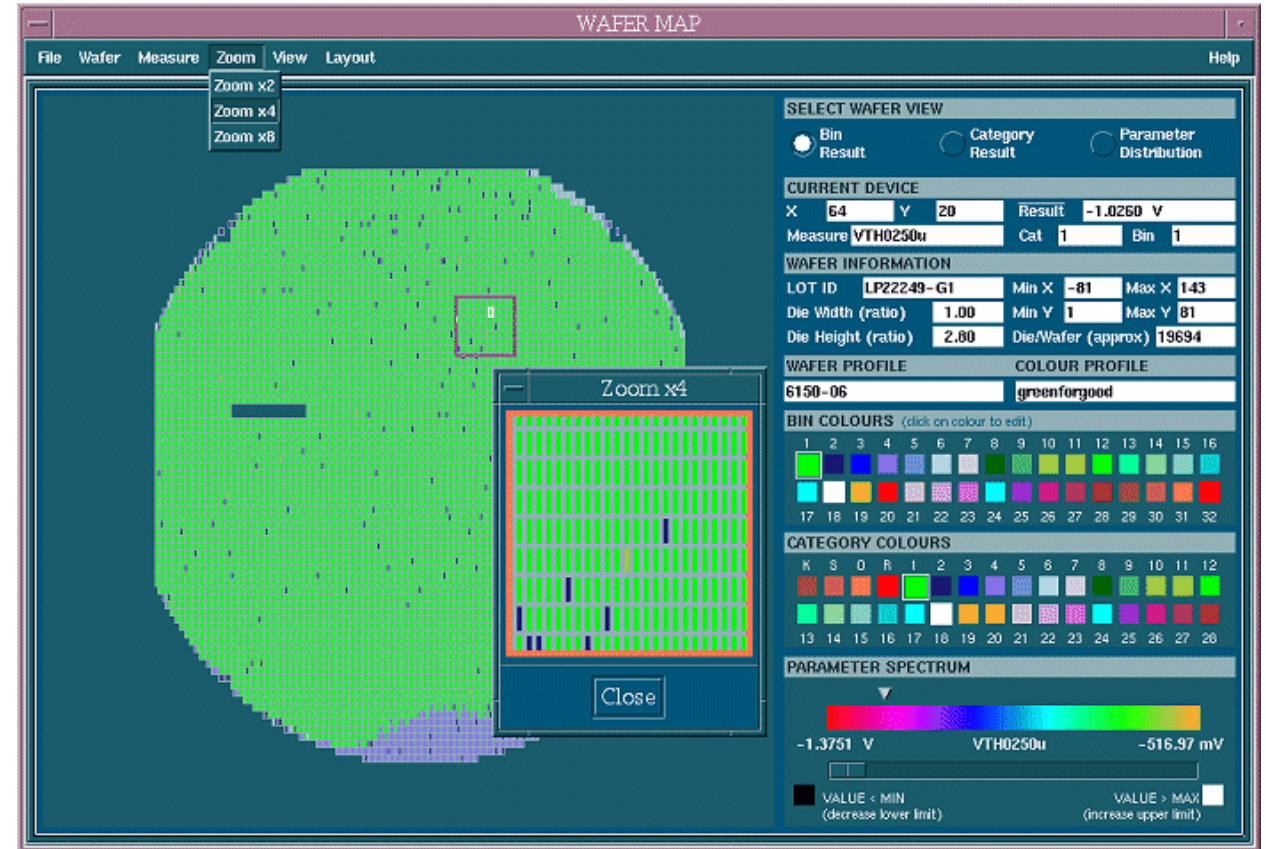 WAFER MAP
File Wafer Measure Zoom View Layout Help
Zoom x2
Zoom x4
Zoom x8
SELECT WAFER VIEW
Bin Result Category Result Parameter Distribution
CURRENT DEVICE
X 64 Y 20 Result -1.0260 V
Measure VTH0250u Cat 1 Bin 1
WAFER INFORMATION
LOT ID LP22249-G1 Min X -81 Max X 143
Die Width (ratio) 1.00 Min Y 1 Max Y 81
Die Height (ratio) 2.80 Die/Wafer (approx) 19694
WAFER PROFILE COLOUR PROFILE
6150-06 greenforgood
BIN COLOURS (click on colour to edit)
1 2 3 4 5 6 7 8 9 10 11 12 13 14 15 16
17 18 19 20 21 22 23 24 25 26 27 28 29 30 31 32
CATEGORY COLOURS
K S O R 1 2 3 4 5 6 7 8 9 10 11 12
13 14 15 16 17 18 19 20 21 22 23 24 25 26 27 28
PARAMETER SPECTRUM
-1.3751 V VTH0250u -516.97 mV
VALUE < MIN VALUE > MAX
(decrease lower limit) (increase upper limit)
Zoom x4
Close